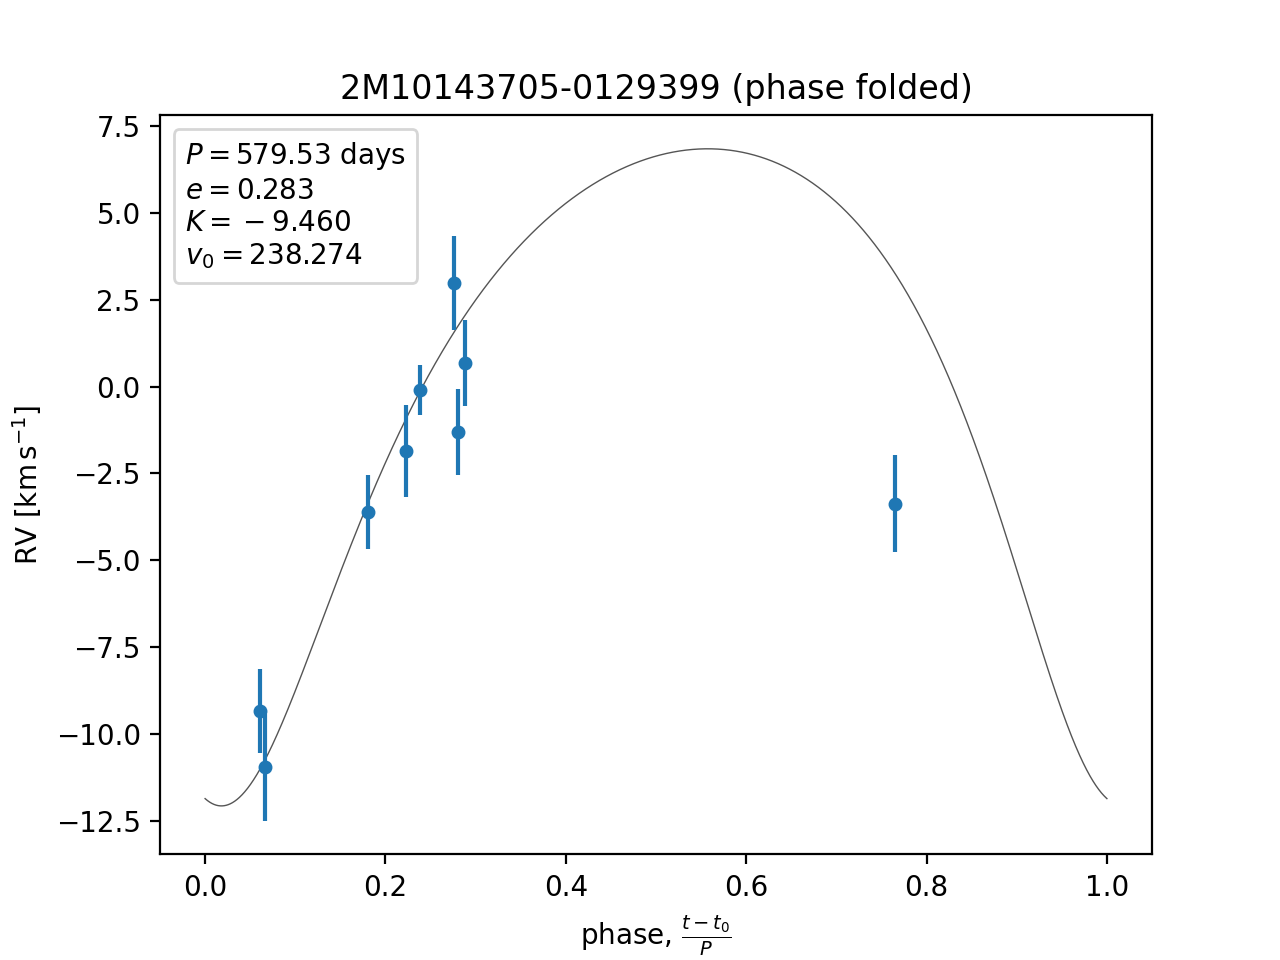 2M10143705-0129399 (phase folded)
P = 579.53 days
e = 0.283
K = −9.460
v₀ = 238.274
RV [km s⁻¹]
7.5
5.0
2.5
0.0
−2.5
−5.0
−7.5
−10.0
−12.5
0.0 0.2 0.4 0.6 0.8 1.0
phase, (t − t₀)/P